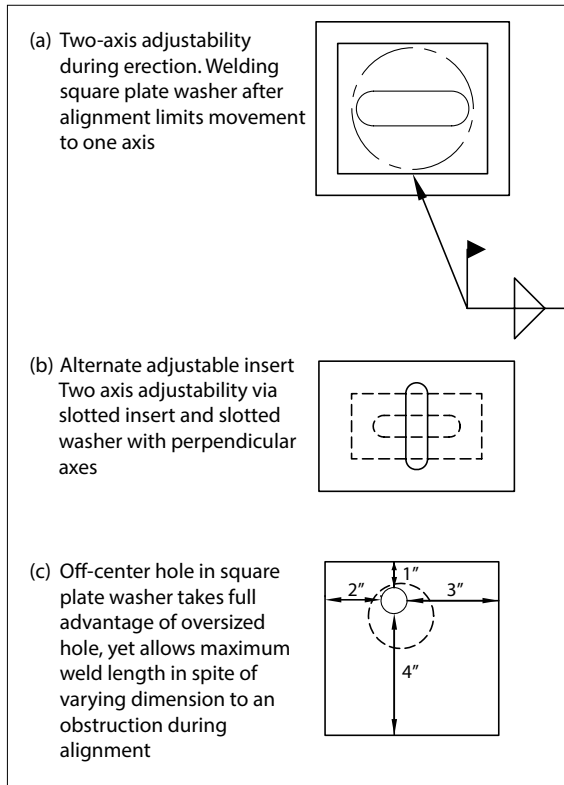 (a) Two-axis adjustability
during erection. Welding
square plate washer after
alignment limits movement
to one axis
(b) Alternate adjustable insert
Two axis adjustability via
slotted insert and slotted
washer with perpendicular
axes
(c) Off-center hole in square
plate washer takes full
advantage of oversized
hole, yet allows maximum
weld length in spite of
varying dimension to an
obstruction during
alignment
1”
2”
3”
4”